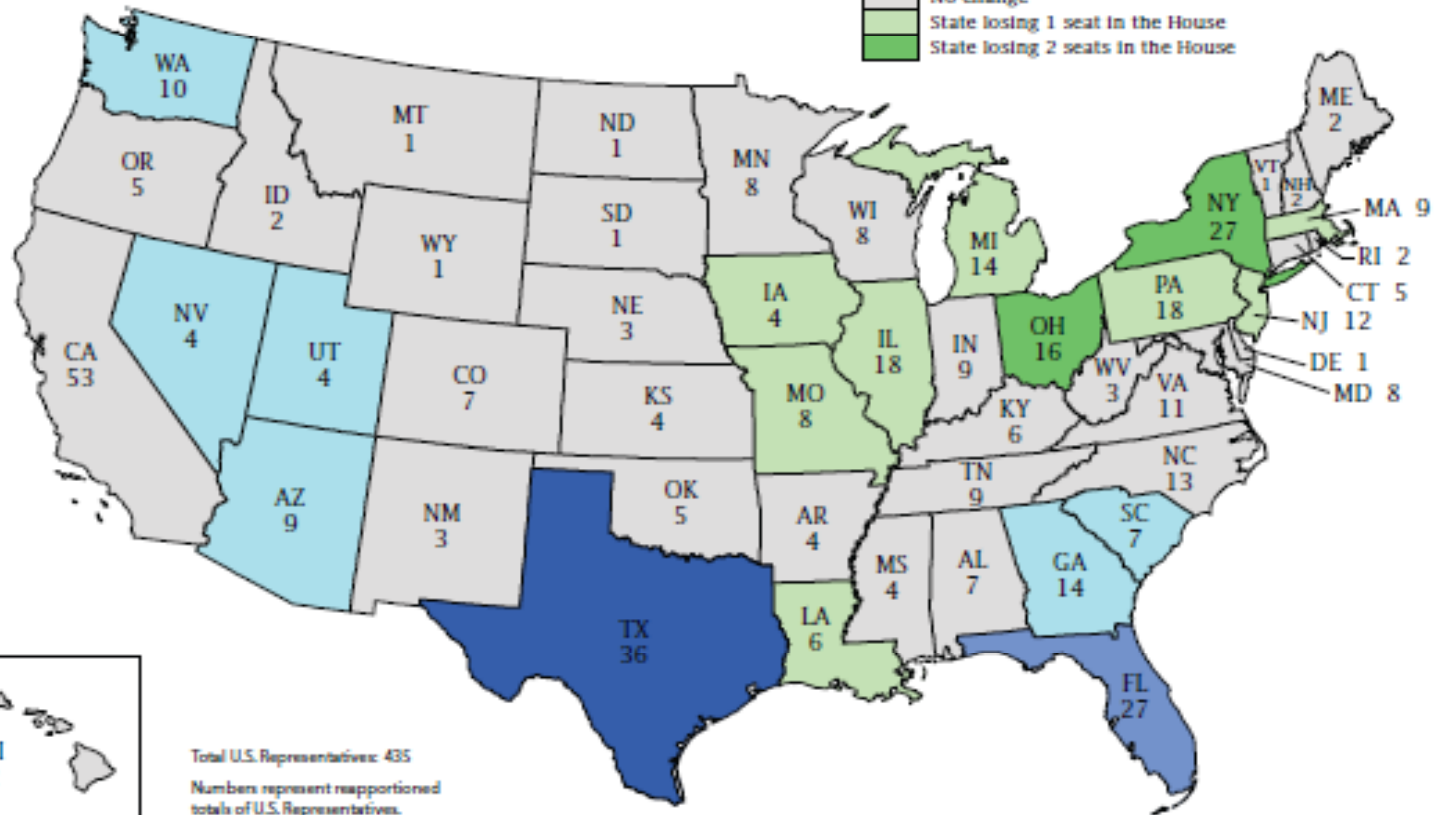 No change
State losing 1 seat in the House
State losing 2 seats in the House
WA
10
MT
1
ND
1
MN
8
ME
2
OR
5
ID
2
VT
1
NH
2
SD
1
WI
8
NY
27
MA 9
WY
1
MI
14
RI 2
IA
4
PA
18
CT 5
NE
3
NJ 12
NV
4
OH
16
IL
18
IN
9
UT
4
CA
53
DE 1
WV
3
CO
7
VA
11
MD 8
KS
4
MO
8
KY
6
NC
13
TN
9
AZ
9
OK
5
NM
3
AR
4
SC
7
MS
4
AL
7
GA
14
LA
6
TX
36
FL
27
Total U.S. Representatives: 435
Numbers represent reapportioned
totals of U.S. Representatives.